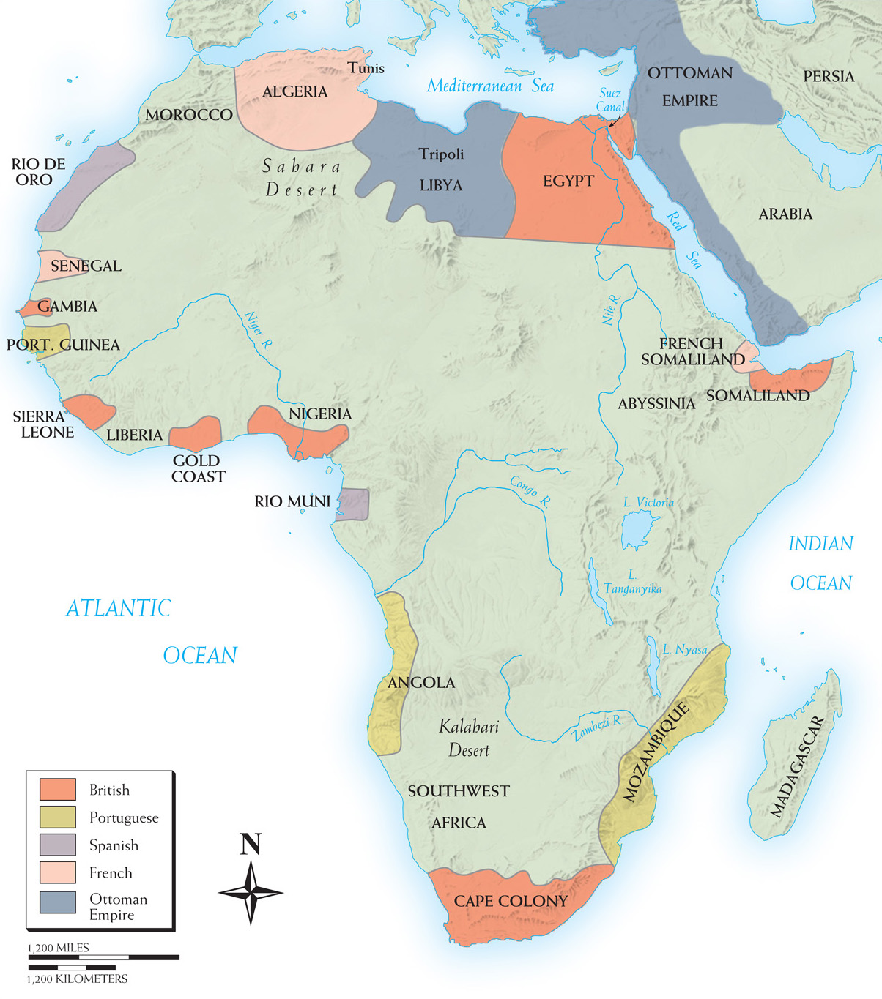 Tunis
ALGERIA
Mediterranean Sea
Suez
Canal
OTTOMAN
EMPIRE
PERSIA
MOROCCO
RIO DE
ORO
Sahara
Desert
Tripoli
LIBYA
EGYPT
ARABIA
Red
Sea
SENEGAL
GAMBIA
PORT. GUINEA
Niger R.
Nile R.
FRENCH
SOMALILAND
SOMALILAND
ABYSSINIA
SIERRA
LEONE
LIBERIA
NIGERIA
GOLD
COAST
RIO MUNI
Congo R.
L. Victoria
INDIAN
OCEAN
L.
Tanganyika
ATLANTIC
OCEAN
L. Nyasa
ANGOLA
Kalahari
Desert
Zambezi R.
MOZAMBIQUE
MADAGASCAR
SOUTHWEST
AFRICA
CAPE COLONY
British
Portuguese
Spanish
French
Ottoman
Empire
N
1,200 MILES
1,200 KILOMETERS